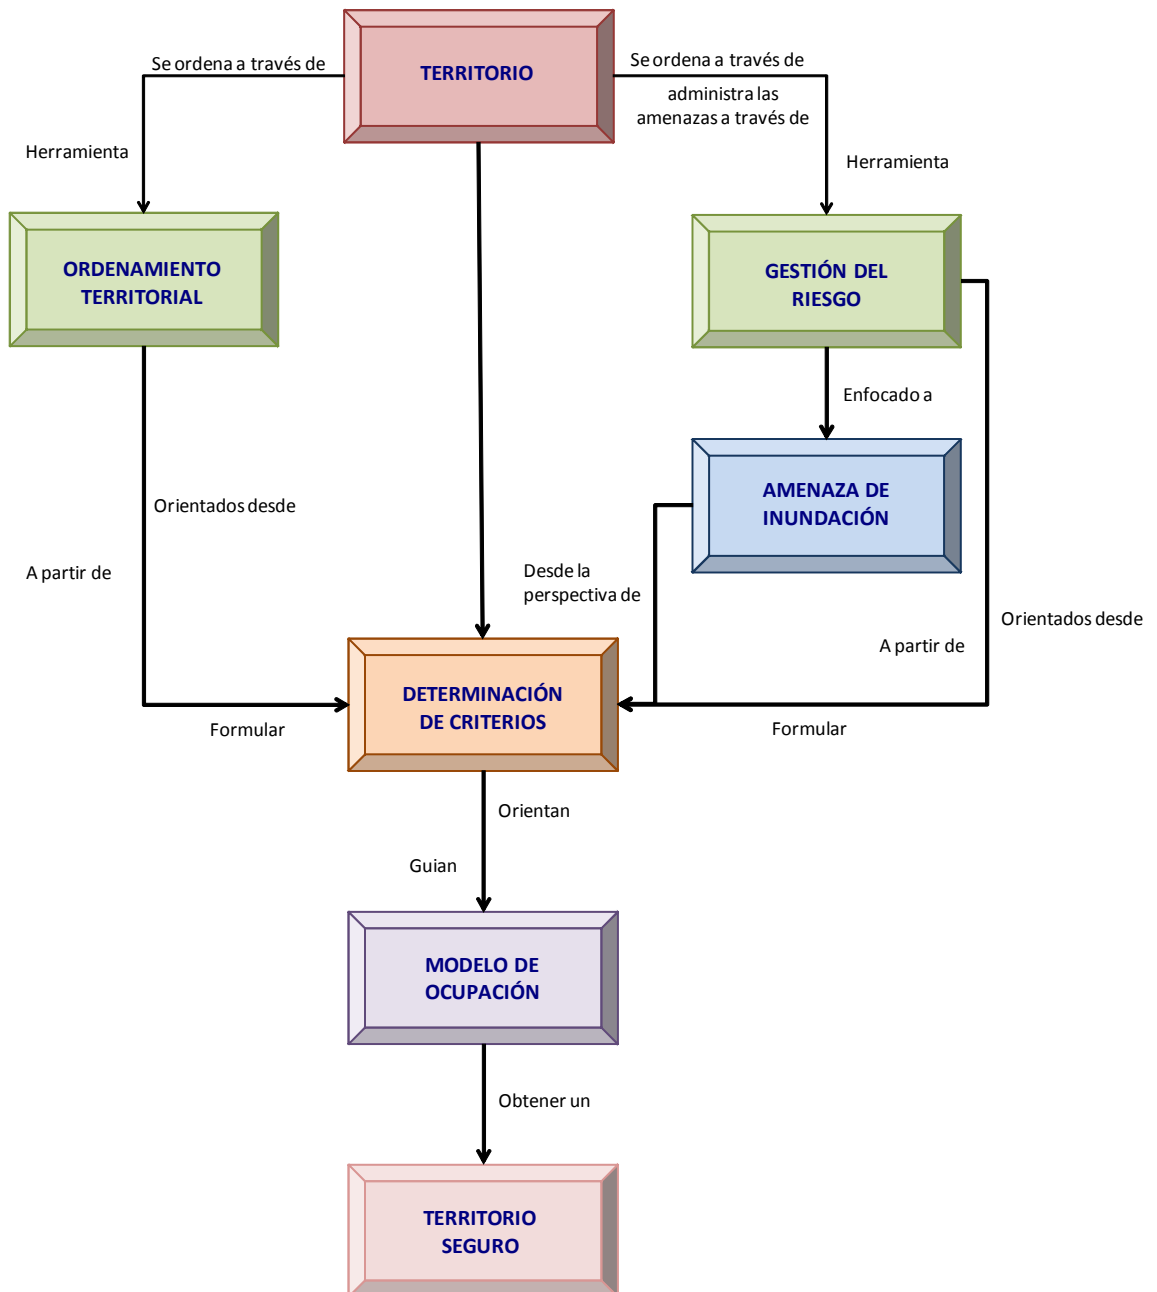 Se ordena a través de
TERRITORIO
Se ordena a través de
administra las
amenazas a través de
Herramienta
Herramienta
ORDENAMIENTO
TERRITORIAL
GESTIÓN DEL
RIESGO
Enfocado a
Orientados desde
AMENAZA DE
INUNDACIÓN
A partir de
Desde la
perspectiva de
Orientados desde
A partir de
DETERMINACIÓN
DE CRITERIOS
Formular
Formular
Orientan
Guian
MODELO DE
OCUPACIÓN
Obtener un
TERRITORIO
SEGURO